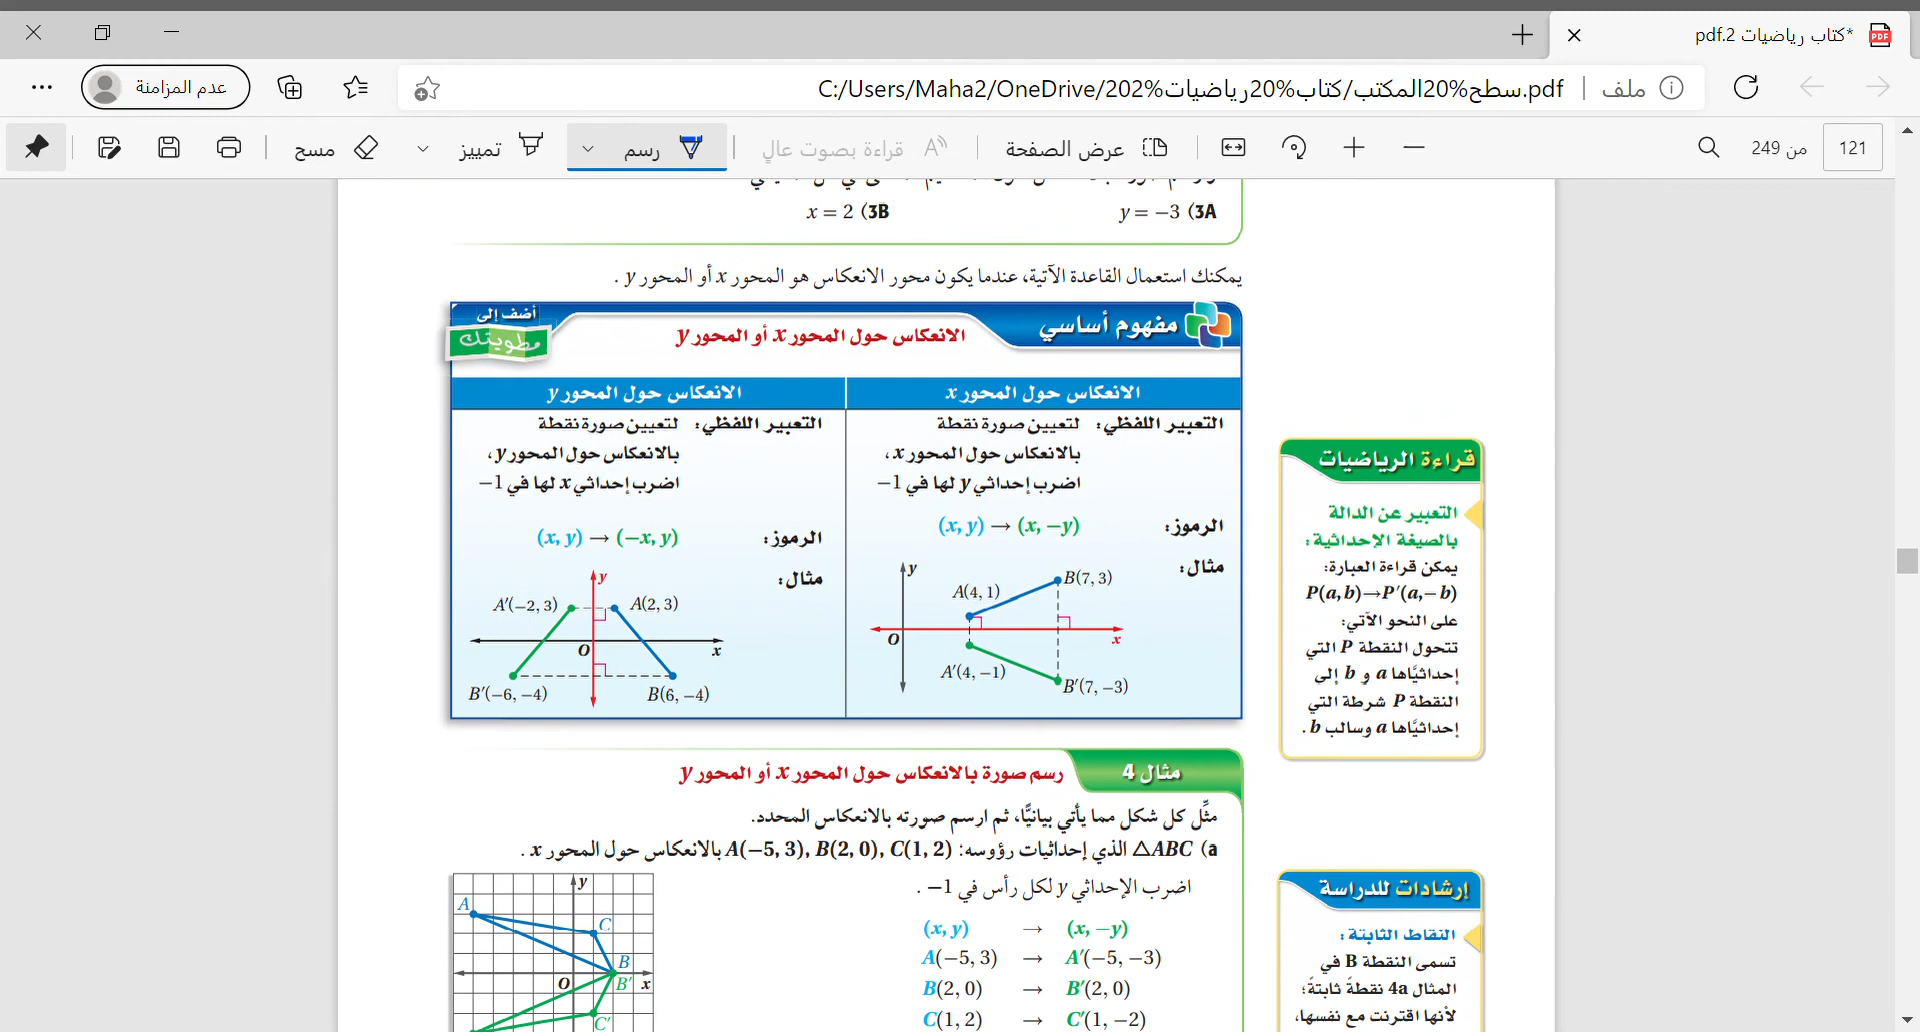 *كتاب رياضيات 2.pdf
عدم المزامنة
ملف
C:/Users/Maha2/OneDrive/سطح%20المكتب/كتاب%20رياضيات%202.pdf
121
من 249
عرض الصفحة
قراءة بصوت عالٍ
رسم
تمييز
مسح
3A) y = −3
3B) x = 2
يمكنك استعمال القاعدة الآتية، عندما يكون محور الانعكاس هو المحور x أو المحور y .
مفهوم أساسي
الانعكاس حول المحور x أو المحور y
أضف إلى
مطويتك
الانعكاس حول المحور x
التعبير اللفظي: لتعيين صورة نقطة
بالانعكاس حول المحور x،
اضرب إحداثي y لها في 1−
الرموز: (x, y) → (x, −y)
مثال:
y
B(7, 3)
A(4, 1)
O
x
A′(4, −1)
B′(7, −3)
الانعكاس حول المحور y
التعبير اللفظي: لتعيين صورة نقطة
بالانعكاس حول المحور y،
اضرب إحداثي x لها في 1−
الرموز: (x, y) → (−x, y)
مثال:
y
A′(−2, 3)
A(2, 3)
O
x
B′(−6, −4)
B(6, −4)
قراءة الرياضيات
التعبير عن الدالة
بالصيغة الإحداثية:
يمكن قراءة العبارة:
P(a,b)→P′(a,−b)
على النحو الآتي:
تتحول النقطة P التي
إحداثيَّاها a و b إلى
النقطة P شرطة التي
إحداثيَّاها a وسالب b.
مثال 4
رسم صورة بالانعكاس حول المحور x أو المحور y
مثِّل كل شكل مما يأتي بيانيًّا، ثم ارسم صورته بالانعكاس المحدد.
a) △ABC الذي إحداثيات رؤوسه: A(−5, 3), B(2, 0), C(1, 2) بالانعكاس حول المحور x .
اضرب الإحداثي y لكل رأس في 1− .
(x, y) → (x, −y)
A(−5, 3) → A′(−5, −3)
B(2, 0) → B′(2, 0)
C(1, 2) → C′(1, −2)
y
A
C
B
O
B′
x
C′
إرشادات للدراسة
النقاط الثابتة:
تسمى النقطة B في
المثال 4a نقطة ثابتة؛
لأنها اقترنت مع نفسها،